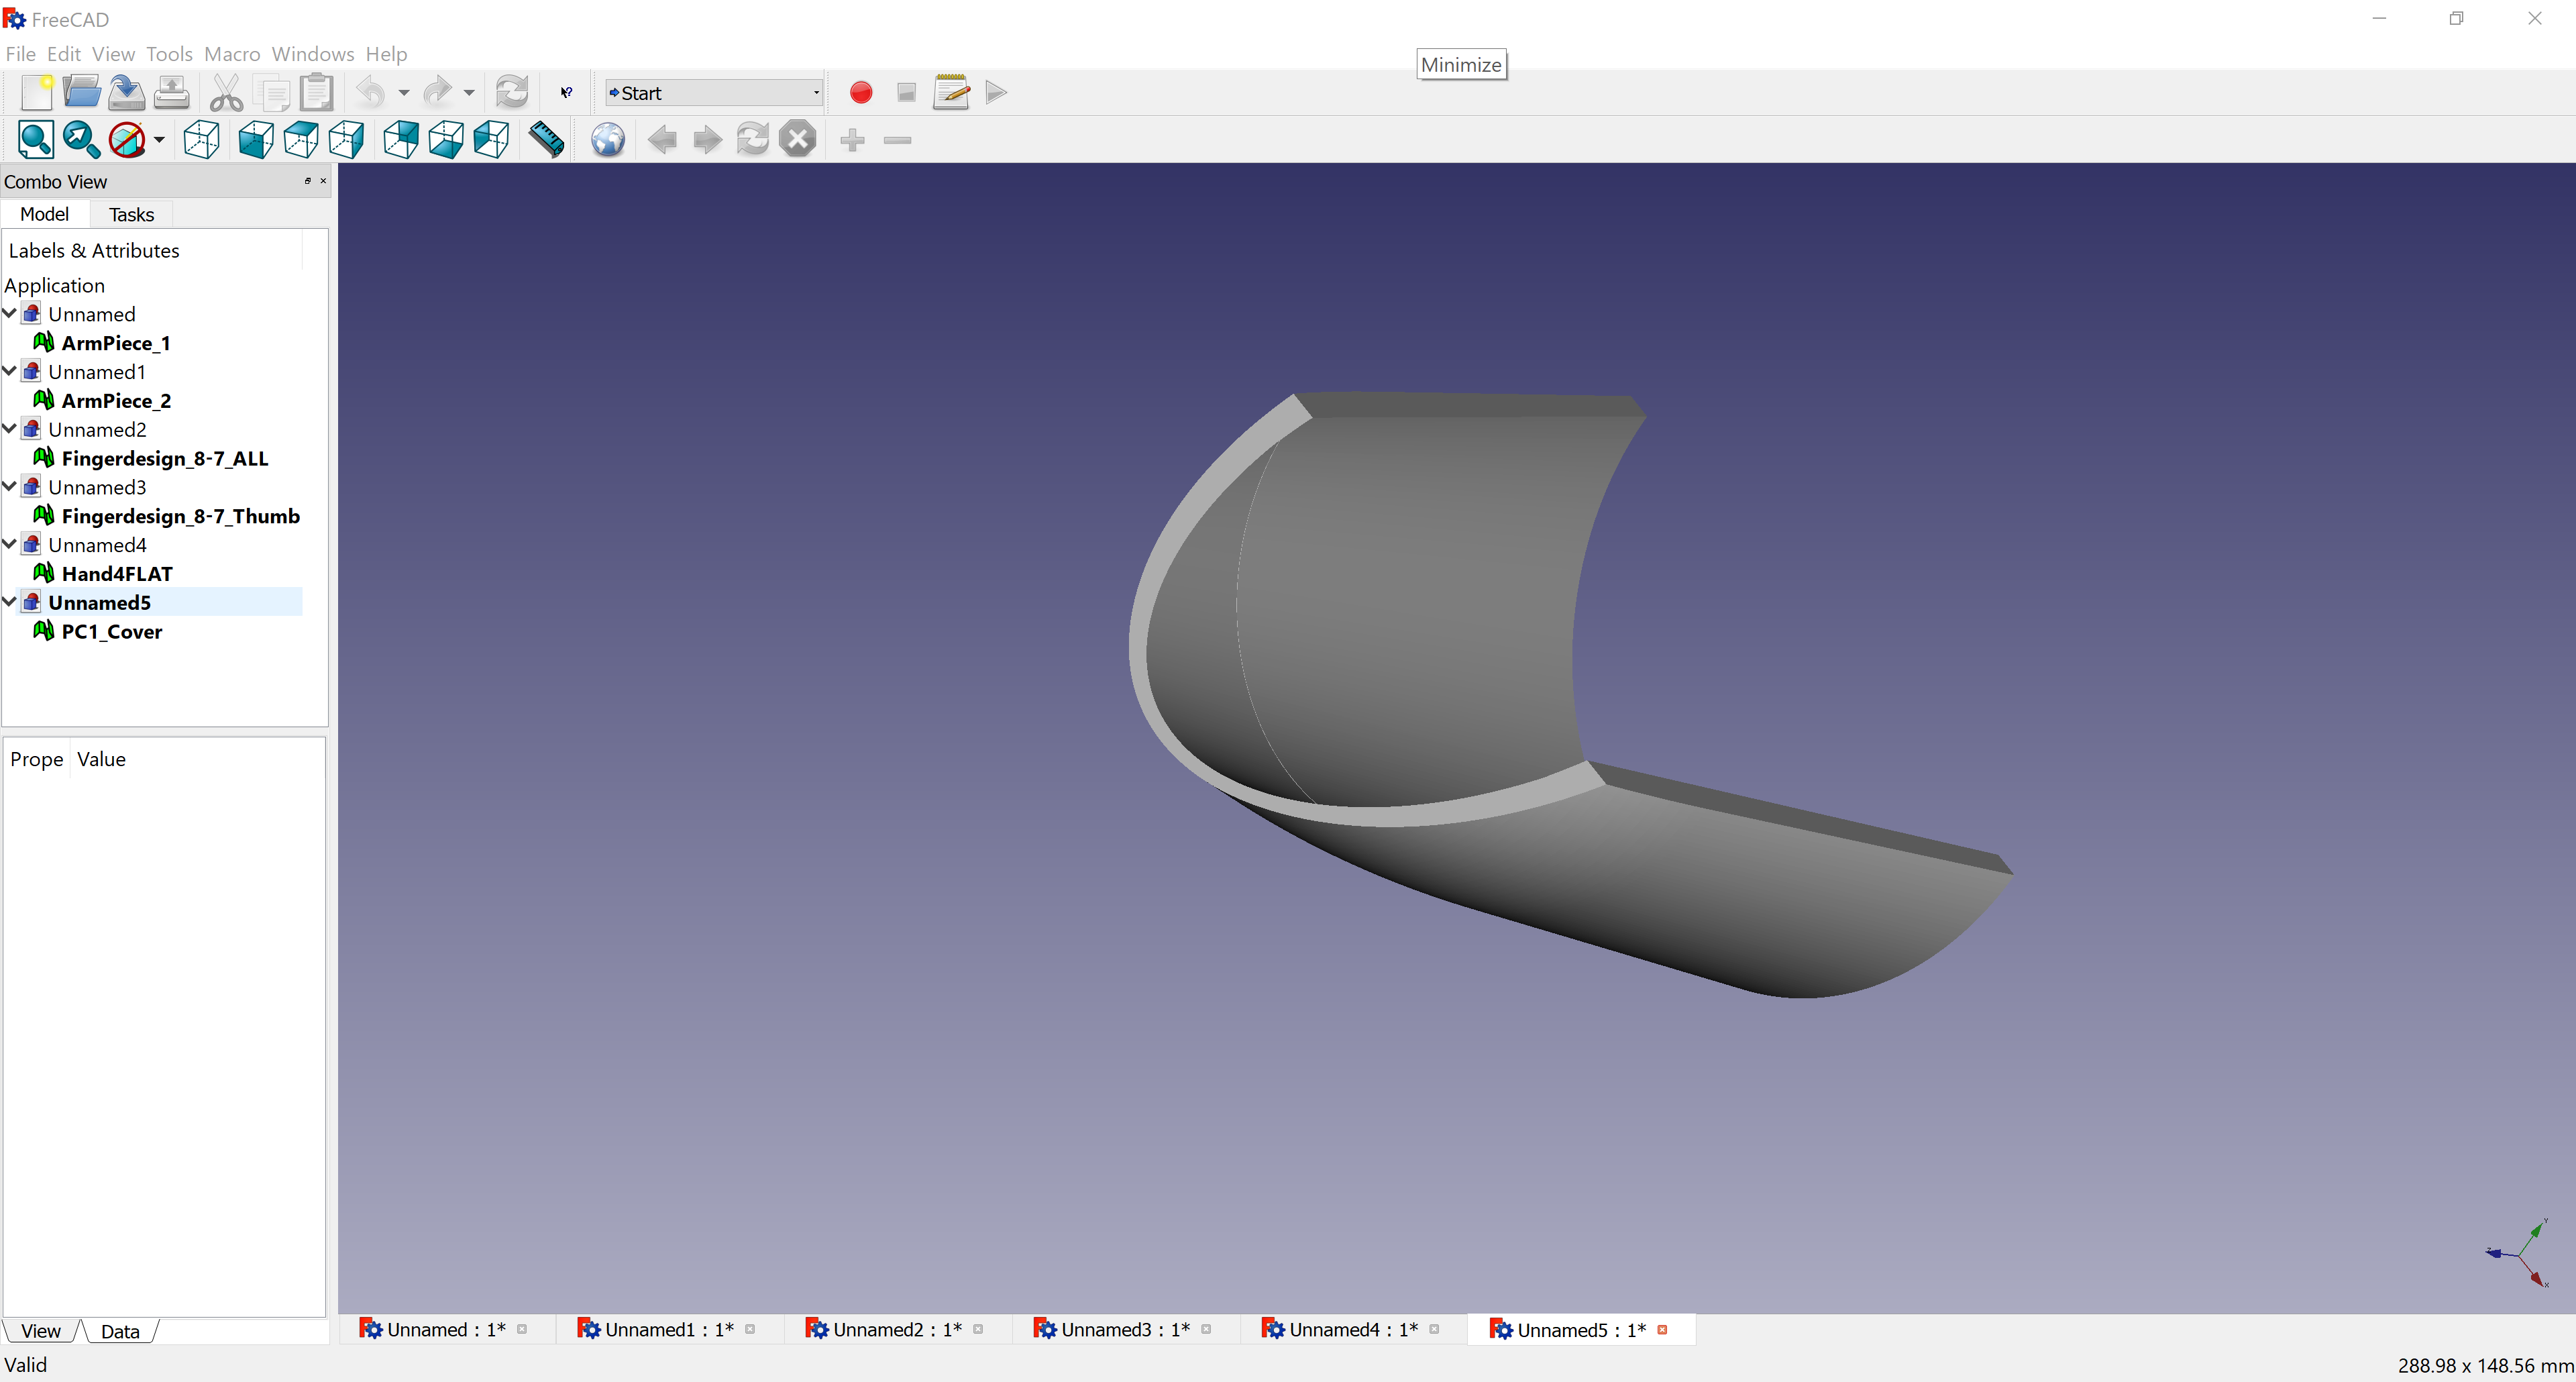 FreeCAD
File Edit View Tools Macro Windows Help
Minimize
Start
Combo View
Model Tasks
Labels & Attributes
Application
Unnamed
ArmPiece_1
Unnamed1
ArmPiece_2
Unnamed2
Fingerdesign_8-7_ALL
Unnamed3
Fingerdesign_8-7_Thumb
Unnamed4
Hand4FLAT
Unnamed5
PC1_Cover
Prope Value
Y
Z
X
View Data
Unnamed : 1* Unnamed1 : 1* Unnamed2 : 1* Unnamed3 : 1* Unnamed4 : 1* Unnamed5 : 1*
Valid
288.98 x 148.56 mm